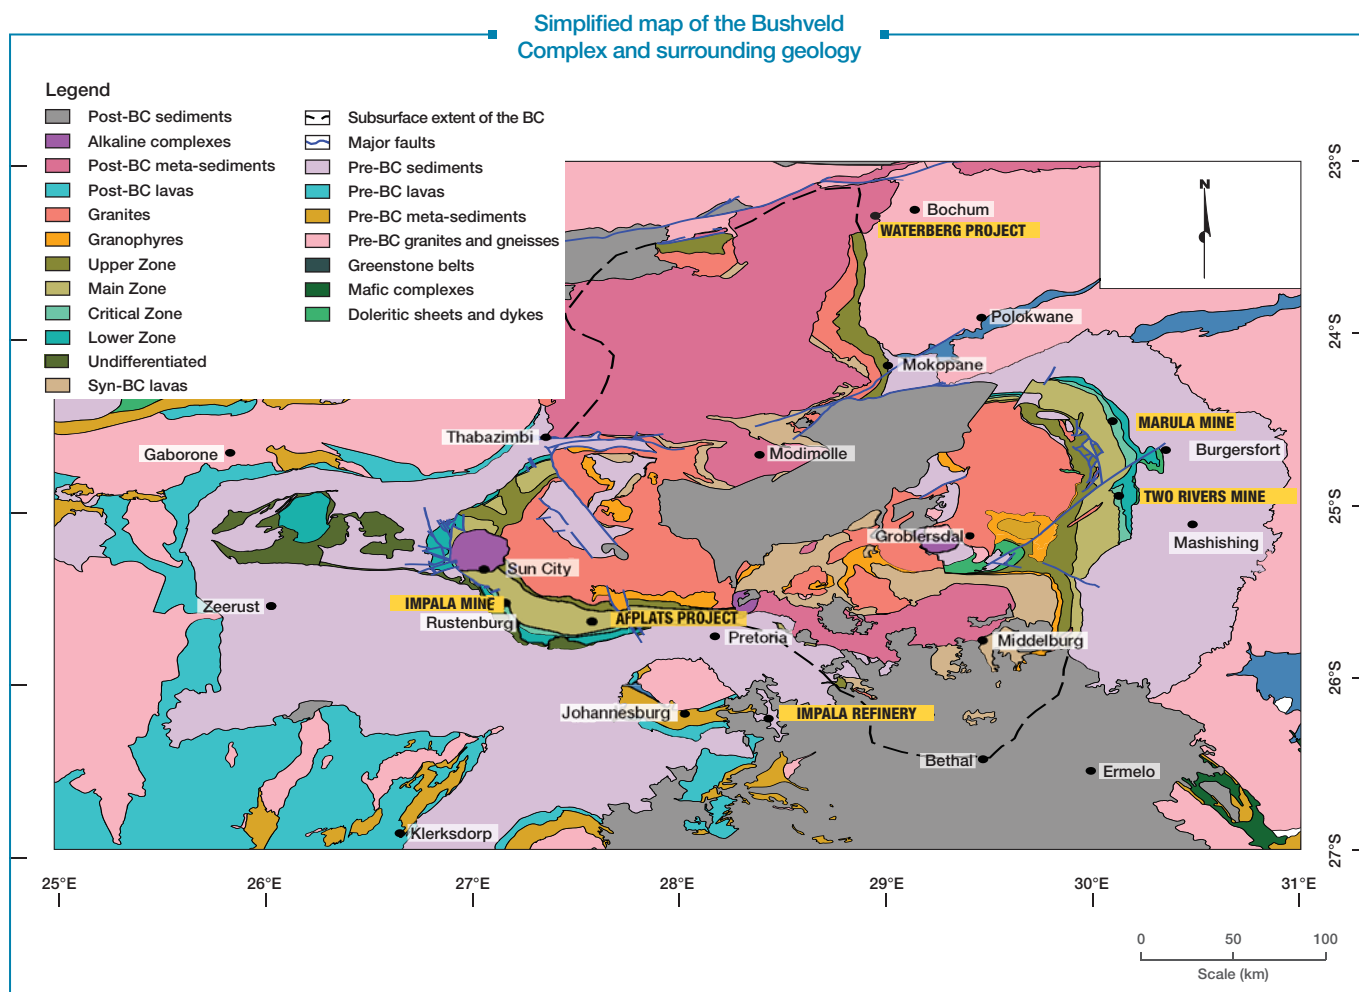 Simplified map of the Bushveld
Complex and surrounding geology
Legend
Post-BC sediments
Alkaline complexes
Post-BC meta-sediments
Post-BC lavas
Granites
Granophyres
Upper Zone
Main Zone
Critical Zone
Lower Zone
Undifferentiated
Syn-BC lavas
Subsurface extent of the BC
Major faults
Pre-BC sediments
Pre-BC lavas
Pre-BC meta-sediments
Pre-BC granites and gneisses
Greenstone belts
Mafic complexes
Doleritic sheets and dykes
N
23°S
24°S
25°S
26°S
27°S
Bochum
WATERBERG PROJECT
Polokwane
Mokopane
MARULA MINE
Thabazimbi
Burgersfort
Gaborone
Modimolle
TWO RIVERS MINE
Groblersdal
Mashishing
Sun City
IMPALA MINE
Zeerust
Rustenburg
AFPLATS PROJECT
Pretoria
Middelburg
Johannesburg
IMPALA REFINERY
Bethal
Ermelo
Klerksdorp
25°E
26°E
27°E
28°E
29°E
30°E
31°E
0
50
100
Scale (km)